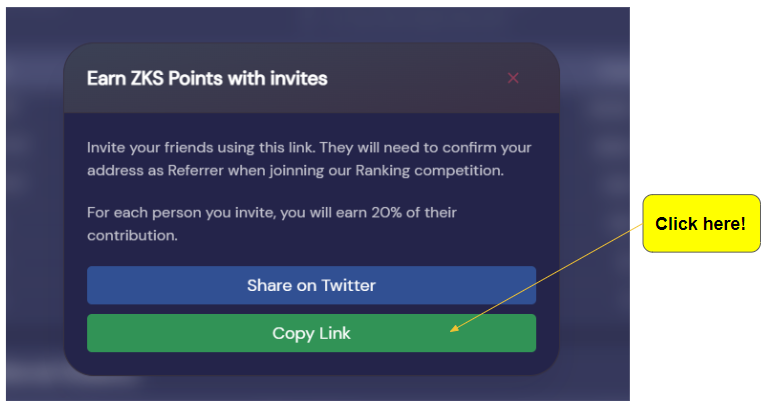 Earn ZKS Points with invites
Invite your friends using this link. They will need to confirm your
address as Referrer when joinning our Ranking competition.
For each person you invite, you will earn 20% of their
contribution.
Share on Twitter
Copy Link
Click here!